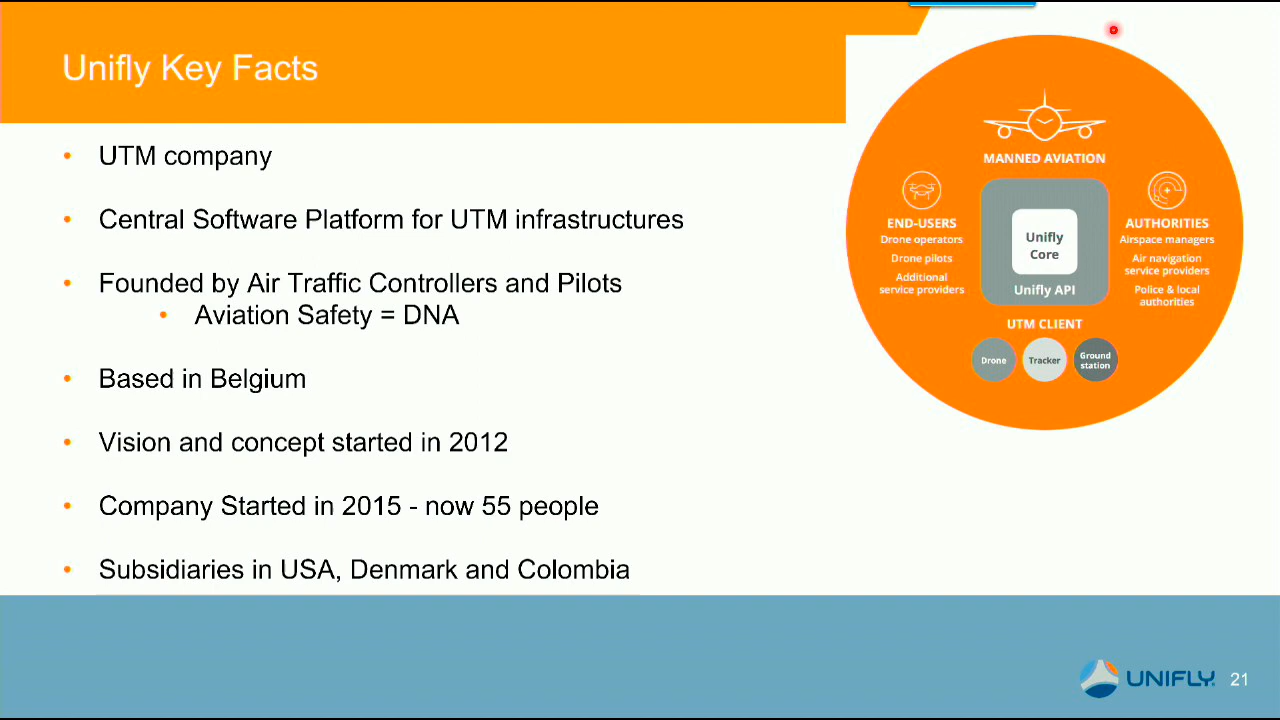 Unifly Key Facts
• UTM company
• Central Software Platform for UTM infrastructures
• Founded by Air Traffic Controllers and Pilots
• Aviation Safety = DNA
• Based in Belgium
• Vision and concept started in 2012
• Company Started in 2015 - now 55 people
• Subsidiaries in USA, Denmark and Colombia
MANNED AVIATION
END-USERS
Drone operators
Drone pilots
Additional
service providers
Unifly
Core
Unifly API
AUTHORITIES
Airspace managers
Air navigation
service providers
Police & local
authorities
UTM CLIENT
Drone
Tracker
Ground
station
UNIFLY
21